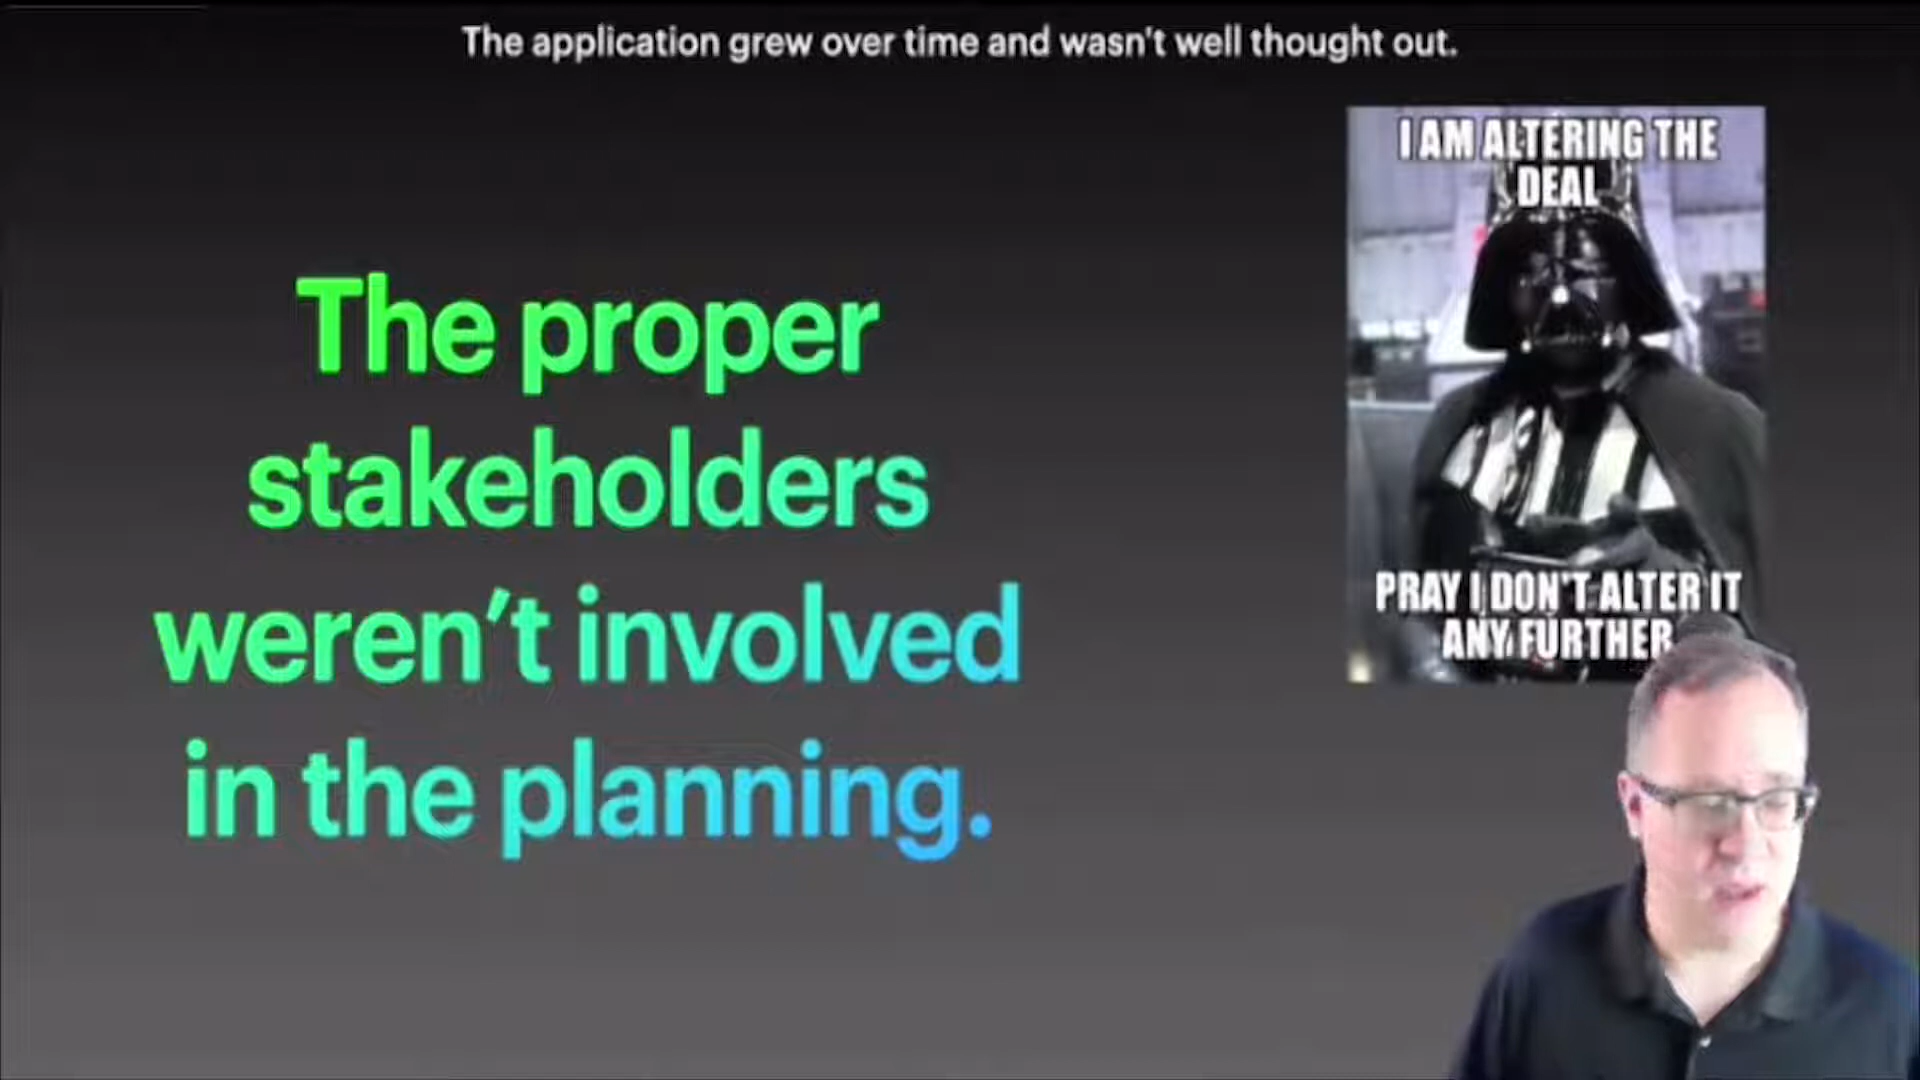 The application grew over time and wasn't well thought out.
The proper
stakeholders
weren't involved
in the planning.
I AM ALTERING THE
DEAL
PRAY I DON'T ALTER IT
ANY FURTHER